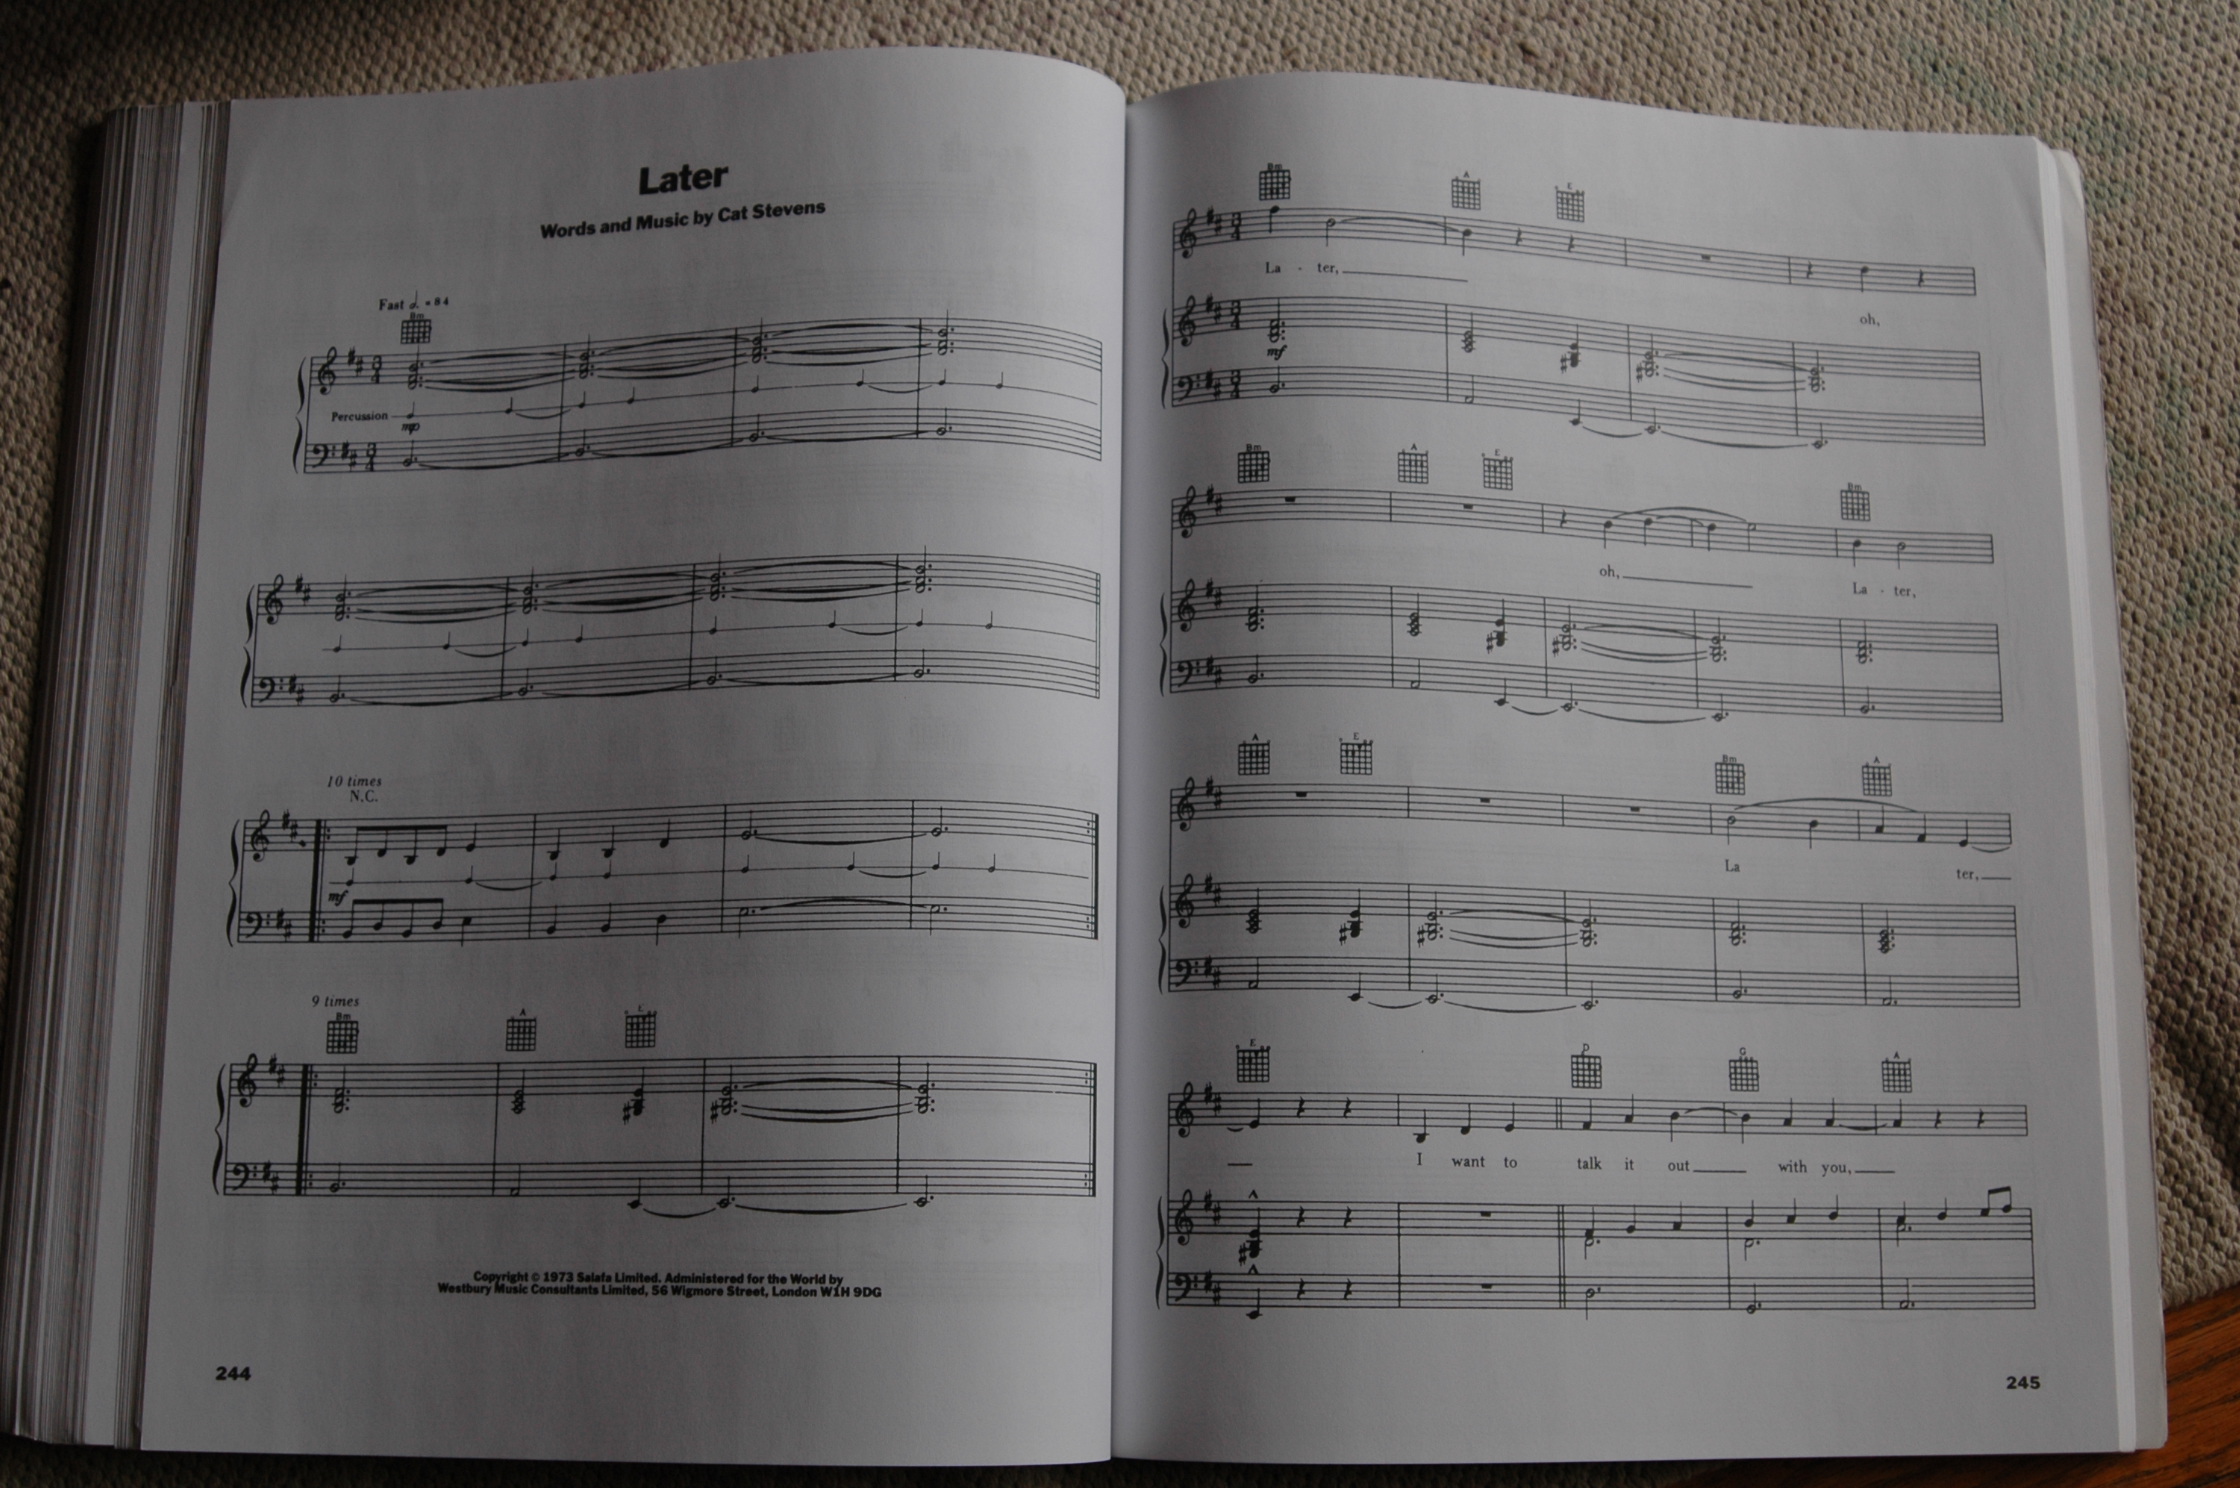 Later
Words and Music by Cat Stevens
Fast 𝅗𝅥. = 84
Bm
Percussion
mp
10 times
N.C.
mf
9 times
Bm A E
Copyright © 1973 Salafa Limited. Administered for the World by
Westbury Music Consultants Limited, 56 Wigmore Street, London W1H 9DG
244
Bm A E
La - ter, oh,
mf
Bm A E Bm
oh, La - ter,
A E Bm A
La ter,
E D G A
I want to talk it out with you,
245